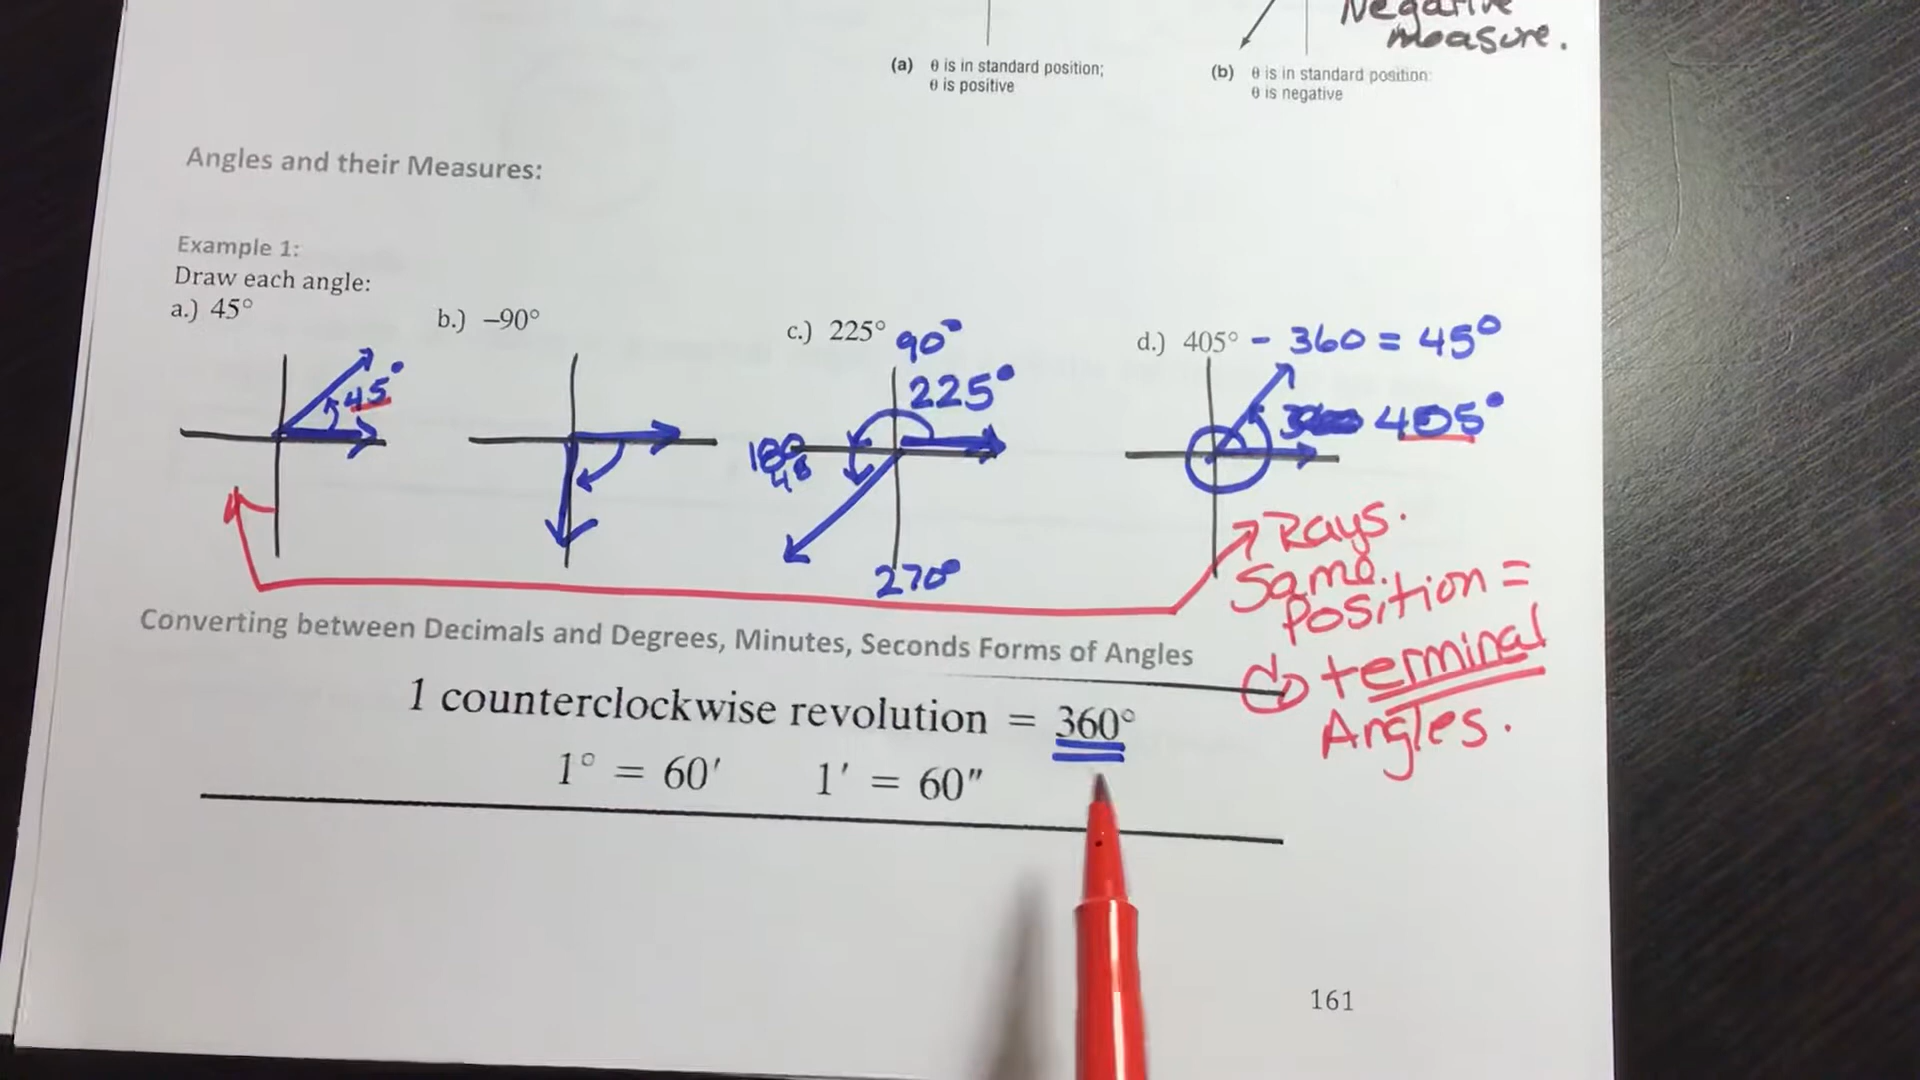 Negative
measure.
(a) θ is in standard position;
θ is positive
(b) θ is in standard position:
θ is negative
Angles and their Measures:
Example 1:
Draw each angle:
a.) 45°
b.) –90°
c.) 225° 90°
d.) 405° - 360 = 45°
45°
225°
405°
180
45
270°
Rays.
Same.
Position =
Co terminal
Angles.
Converting between Decimals and Degrees, Minutes, Seconds Forms of Angles
1 counterclockwise revolution = 360°
1° = 60′ 1′ = 60″
161